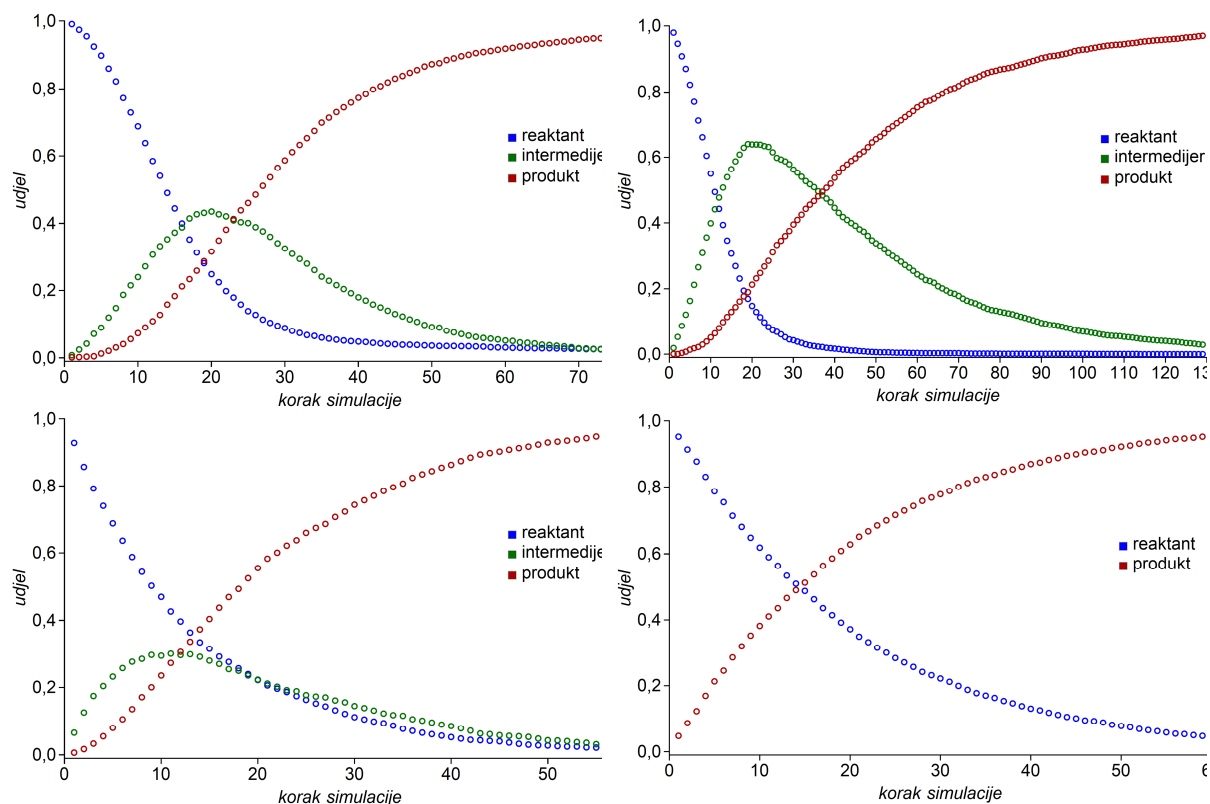 1,0
0,8
0,6
0,4
0,2
0,0
udjel
reaktant
intermedije
produkt
0 10 20 30 40 50 60 70
korak simulacije
1,0
0,8
0,6
0,4
0,2
0,0
udjel
reaktant
intermedijer
produkt
0 10 20 30 40 50 60 70 80 90 100 110 120 13
korak simulacije
1,0
0,8
0,6
0,4
0,2
0,0
udjel
reaktant
intermedije
produkt
0 10 20 30 40 50
korak simulacije
1,0
0,8
0,6
0,4
0,2
0,0
udjel
reaktant
produkt
0 10 20 30 40 50 6
korak simulacije